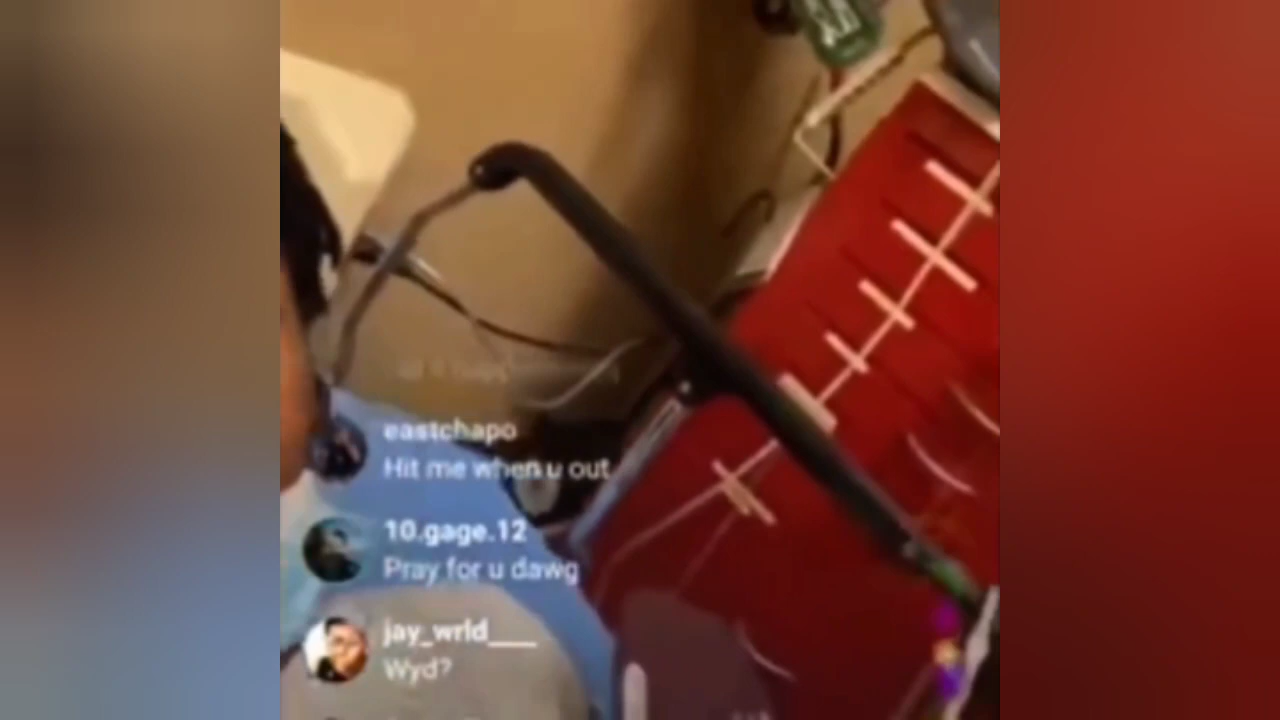 eastchapo
Hit me when u out
10.gage.12
Pray for u dawg
jay_wrld____
Wyd?